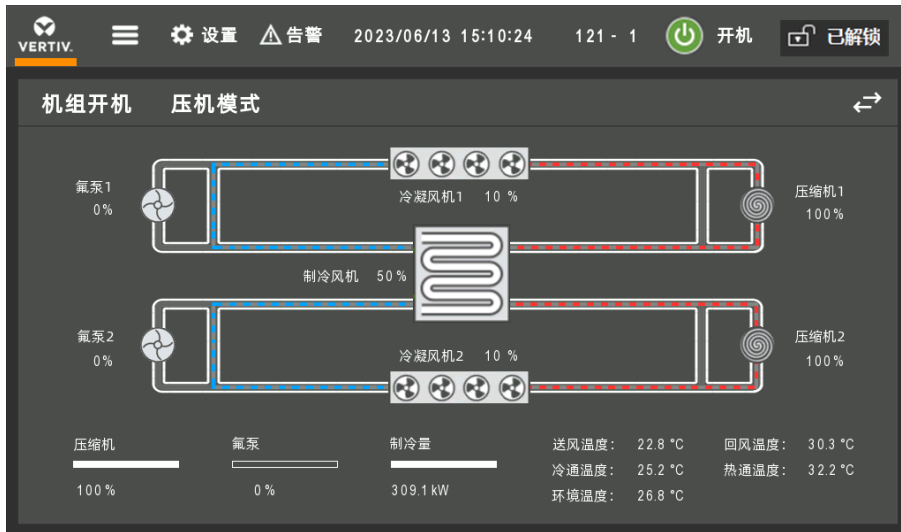 VERTIV. 设置 告警 2023/06/13 15:10:24 121 - 1 开机 已解锁
机组开机 压机模式
氟泵1
0%
冷凝风机1 10 %
压缩机1
100%
制冷风机 50%
氟泵2
0%
冷凝风机2 10 %
压缩机2
100%
压缩机 氟泵 制冷量
100% 0% 309.1kW
送风温度： 22.8 °C 回风温度： 30.3 °C
冷通温度： 25.2 °C 热通温度： 32.2 °C
环境温度： 26.8 °C